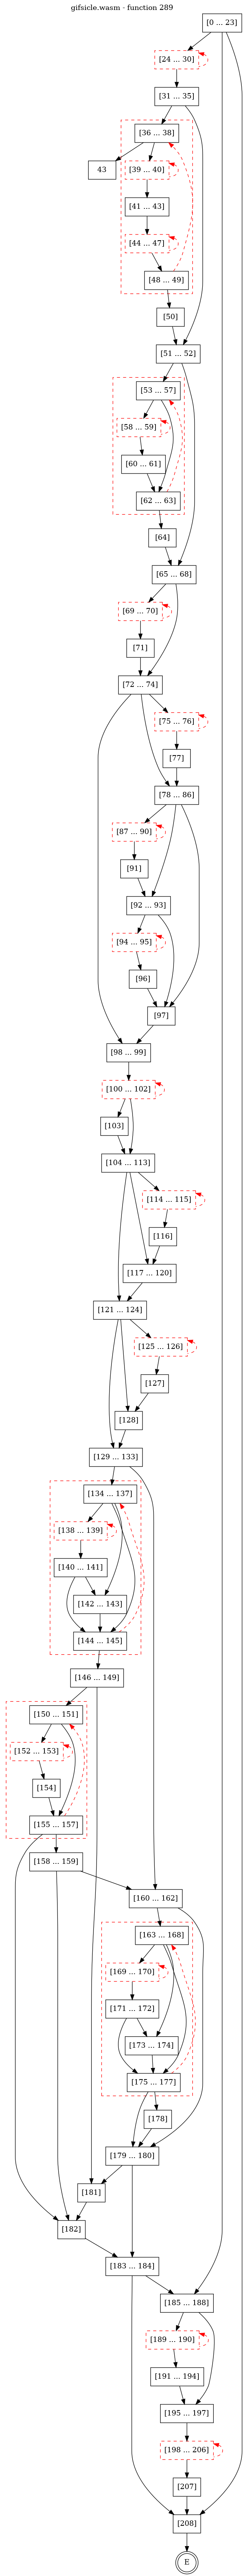 gifsicle.wasm - function 289
[0 ... 23]
[24 ... 30]
[31 ... 35]
[36 ... 38]
43
[39 ... 40]
[41 ... 43]
[44 ... 47]
[48 ... 49]
[50]
[51 ... 52]
[53 ... 57]
[58 ... 59]
[60 ... 61]
[62 ... 63]
[64]
[65 ... 68]
[69 ... 70]
[71]
[72 ... 74]
[75 ... 76]
[77]
[78 ... 86]
[87 ... 90]
[91]
[92 ... 93]
[94 ... 95]
[96]
[97]
[98 ... 99]
[100 ... 102]
[103]
[104 ... 113]
[114 ... 115]
[116]
[117 ... 120]
[121 ... 124]
[125 ... 126]
[127]
[128]
[129 ... 133]
[134 ... 137]
[138 ... 139]
[140 ... 141]
[142 ... 143]
[144 ... 145]
[146 ... 149]
[150 ... 151]
[152 ... 153]
[154]
[155 ... 157]
[158 ... 159]
[160 ... 162]
[163 ... 168]
[169 ... 170]
[171 ... 172]
[173 ... 174]
[175 ... 177]
[178]
[179 ... 180]
[181]
[182]
[183 ... 184]
[185 ... 188]
[189 ... 190]
[191 ... 194]
[195 ... 197]
[198 ... 206]
[207]
[208]
E